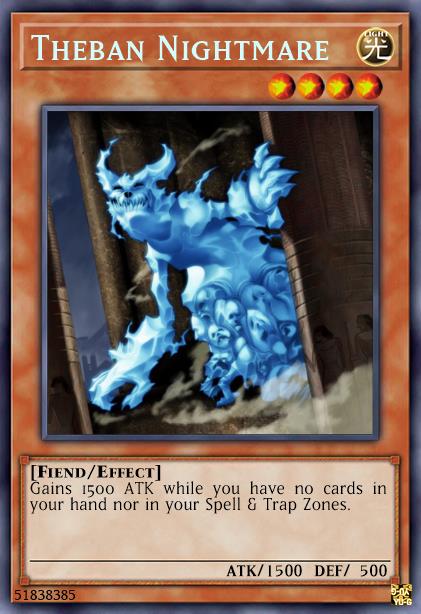 THEBAN NIGHTMARE
LIGHT
光
[FIEND/EFFECT]
Gains 1500 ATK while you have no cards in
your hand nor in your Spell & Trap Zones.
ATK/1500 DEF/ 500
51838385